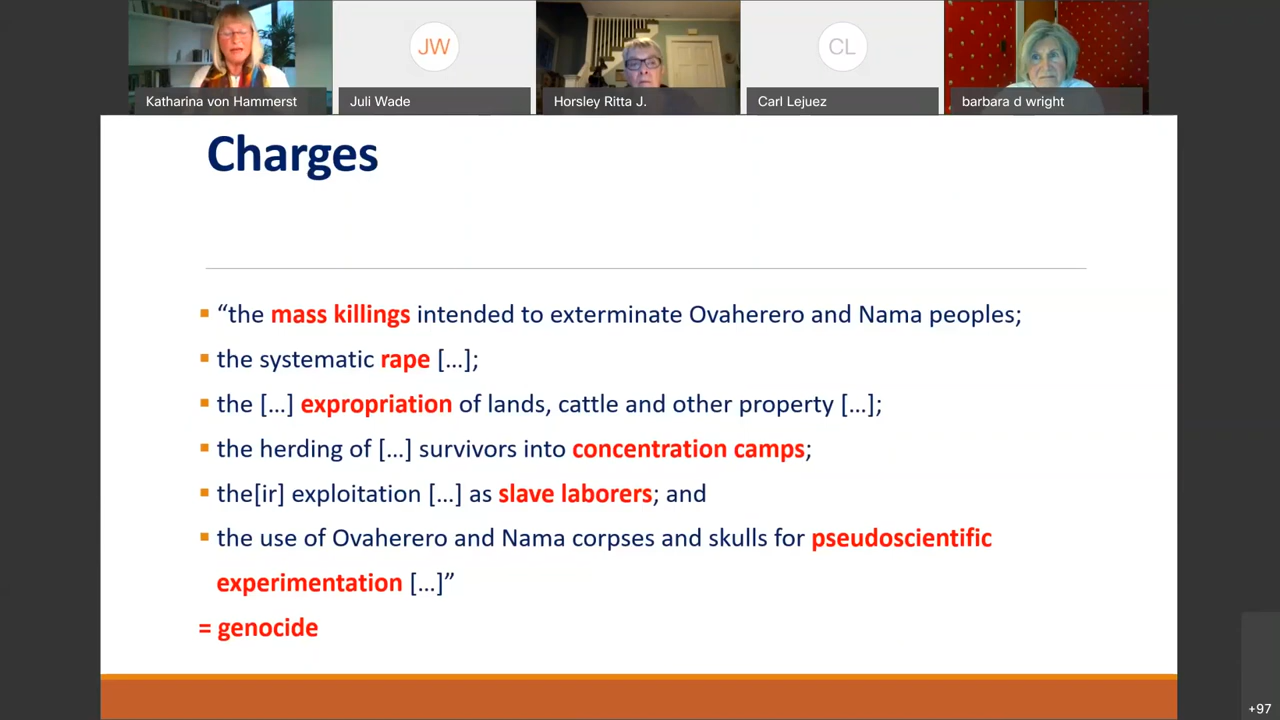 JW
CL
Katharina von Hammerst
Juli Wade
Horsley Ritta J.
Carl Lejuez
barbara d wright
Charges
▪ “the mass killings intended to exterminate Ovaherero and Nama peoples;
▪ the systematic rape [...];
▪ the [...] expropriation of lands, cattle and other property [...];
▪ the herding of [...] survivors into concentration camps;
▪ the[ir] exploitation [...] as slave laborers; and
▪ the use of Ovaherero and Nama corpses and skulls for pseudoscientific
experimentation [...]”
= genocide
+97